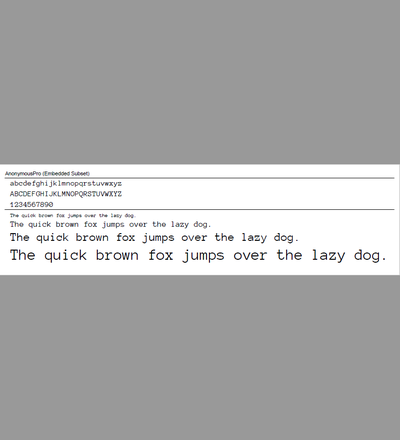 AnonymousPro (Embedded Subset)
abcdefghijklmnopqrstuvwxyz
ABCDEFGHIJKLMNOPQRSTUVWXYZ
1234567890
The quick brown fox jumps over the lazy dog.
The quick brown fox jumps over the lazy dog.
The quick brown fox jumps over the lazy dog.
The quick brown fox jumps over the lazy dog.